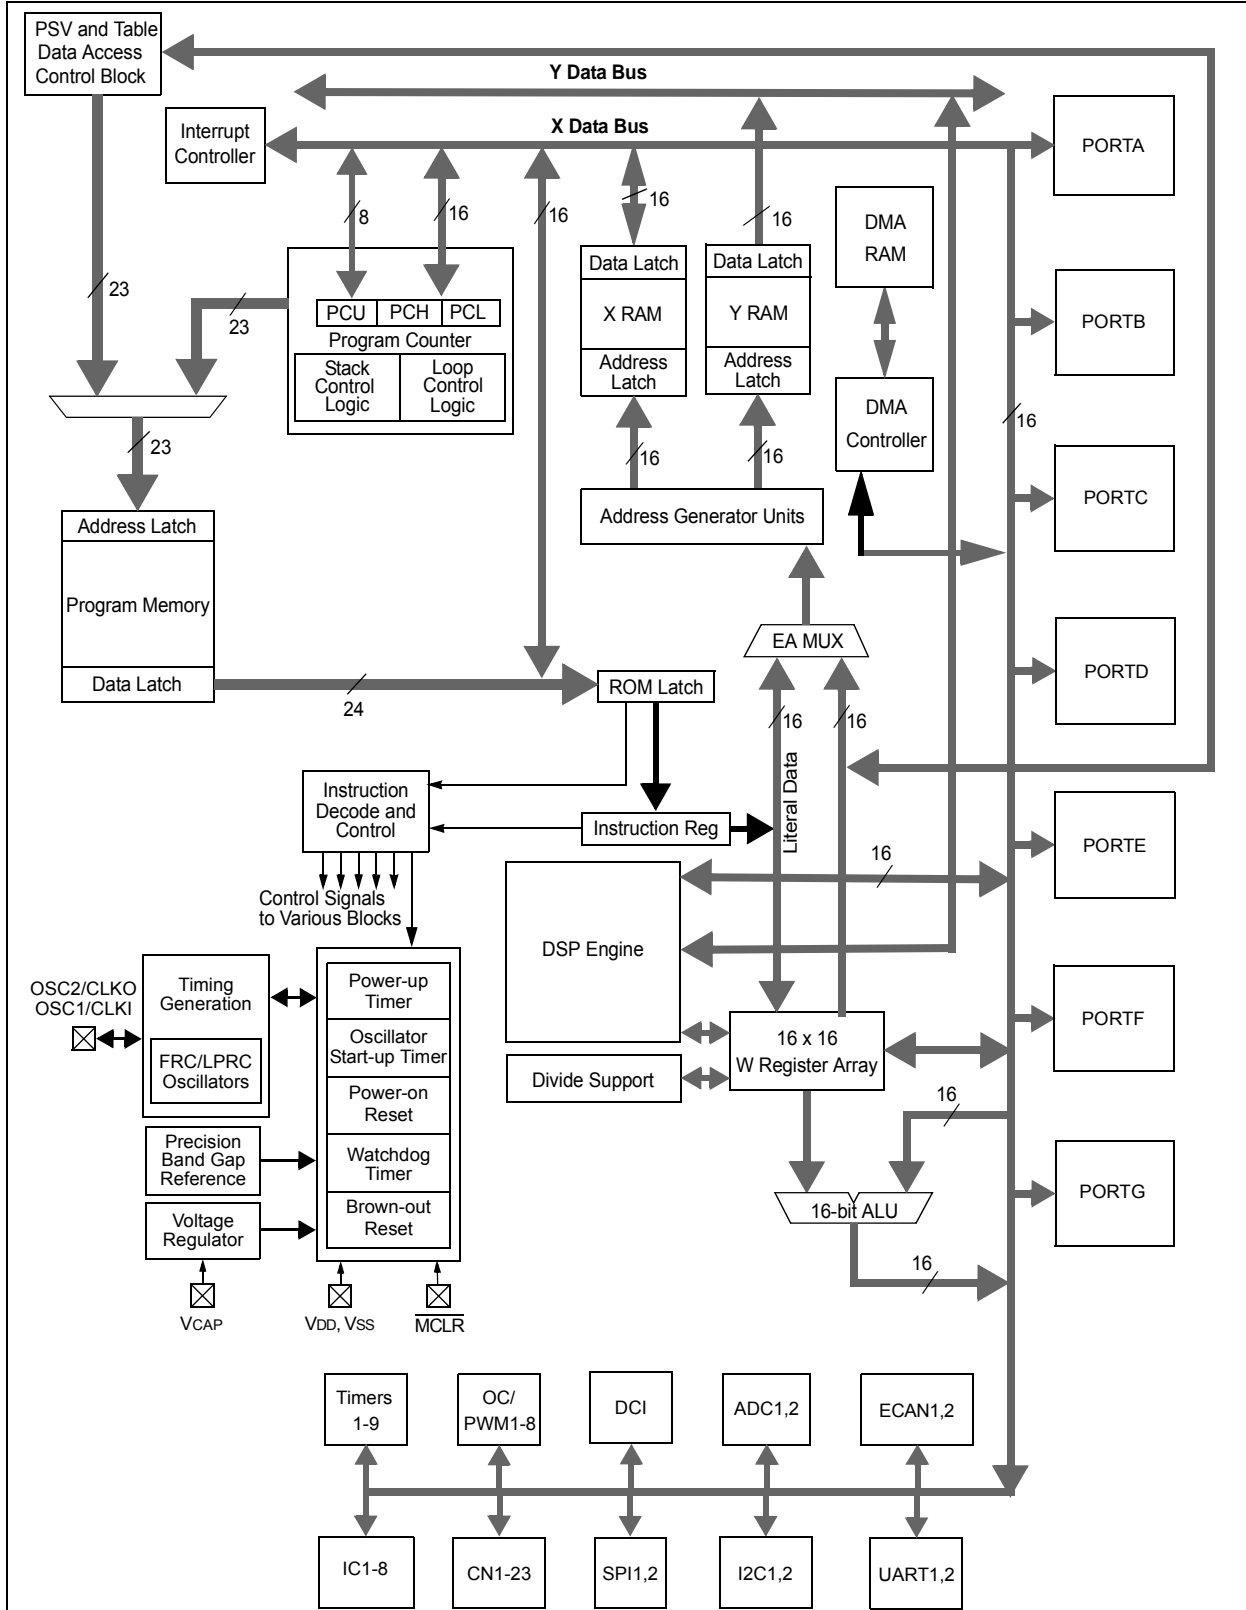 PSV and Table
Data Access
Control Block
Y Data Bus
Interrupt
Controller
X Data Bus
PORTA
8
16
16
16
16
DMA
RAM
Data Latch
Data Latch
X RAM
Y RAM
23
23
PCU
PCH
PCL
Program Counter
Stack
Control
Logic
Loop
Control
Logic
Address
Latch
Address
Latch
PORTB
DMA
Controller
16
23
16
16
PORTC
Address Latch
Address Generator Units
Program Memory
EA MUX
PORTD
Data Latch
24
ROM Latch
16
16
Literal Data
Instruction
Decode and
Control
Instruction Reg
PORTE
16
Control Signals
to Various Blocks
DSP Engine
OSC2/CLKO
OSC1/CLKI
Timing
Generation
Power-up
Timer
FRC/LPRC
Oscillators
Oscillator
Start-up Timer
16 x 16
W Register Array
PORTF
Divide Support
Power-on
Reset
16
Precision
Band Gap
Reference
Watchdog
Timer
PORTG
Voltage
Regulator
Brown-out
Reset
16-bit ALU
16
VCAP
VDD, VSS
MCLR
Timers
1-9
OC/
PWM1-8
DCI
ADC1,2
ECAN1,2
IC1-8
CN1-23
SPI1,2
I2C1,2
UART1,2